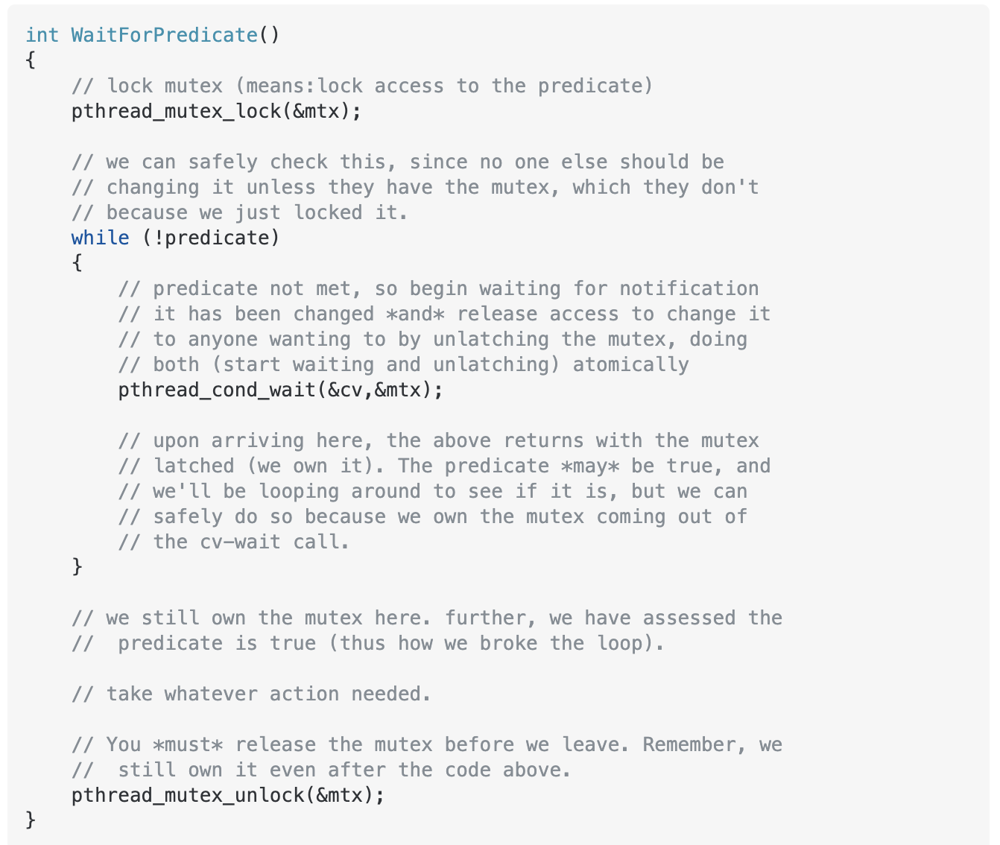 int WaitForPredicate()
{
    // lock mutex (means:lock access to the predicate)
    pthread_mutex_lock(&mtx);

    // we can safely check this, since no one else should be
    // changing it unless they have the mutex, which they don't
    // because we just locked it.
    while (!predicate)
    {
        // predicate not met, so begin waiting for notification
        // it has been changed *and* release access to change it
        // to anyone wanting to by unlatching the mutex, doing
        // both (start waiting and unlatching) atomically
        pthread_cond_wait(&cv,&mtx);

        // upon arriving here, the above returns with the mutex
        // latched (we own it). The predicate *may* be true, and
        // we'll be looping around to see if it is, but we can
        // safely do so because we own the mutex coming out of
        // the cv-wait call.
    }

    // we still own the mutex here. further, we have assessed the
    //  predicate is true (thus how we broke the loop).

    // take whatever action needed.

    // You *must* release the mutex before we leave. Remember, we
    //  still own it even after the code above.
    pthread_mutex_unlock(&mtx);
}